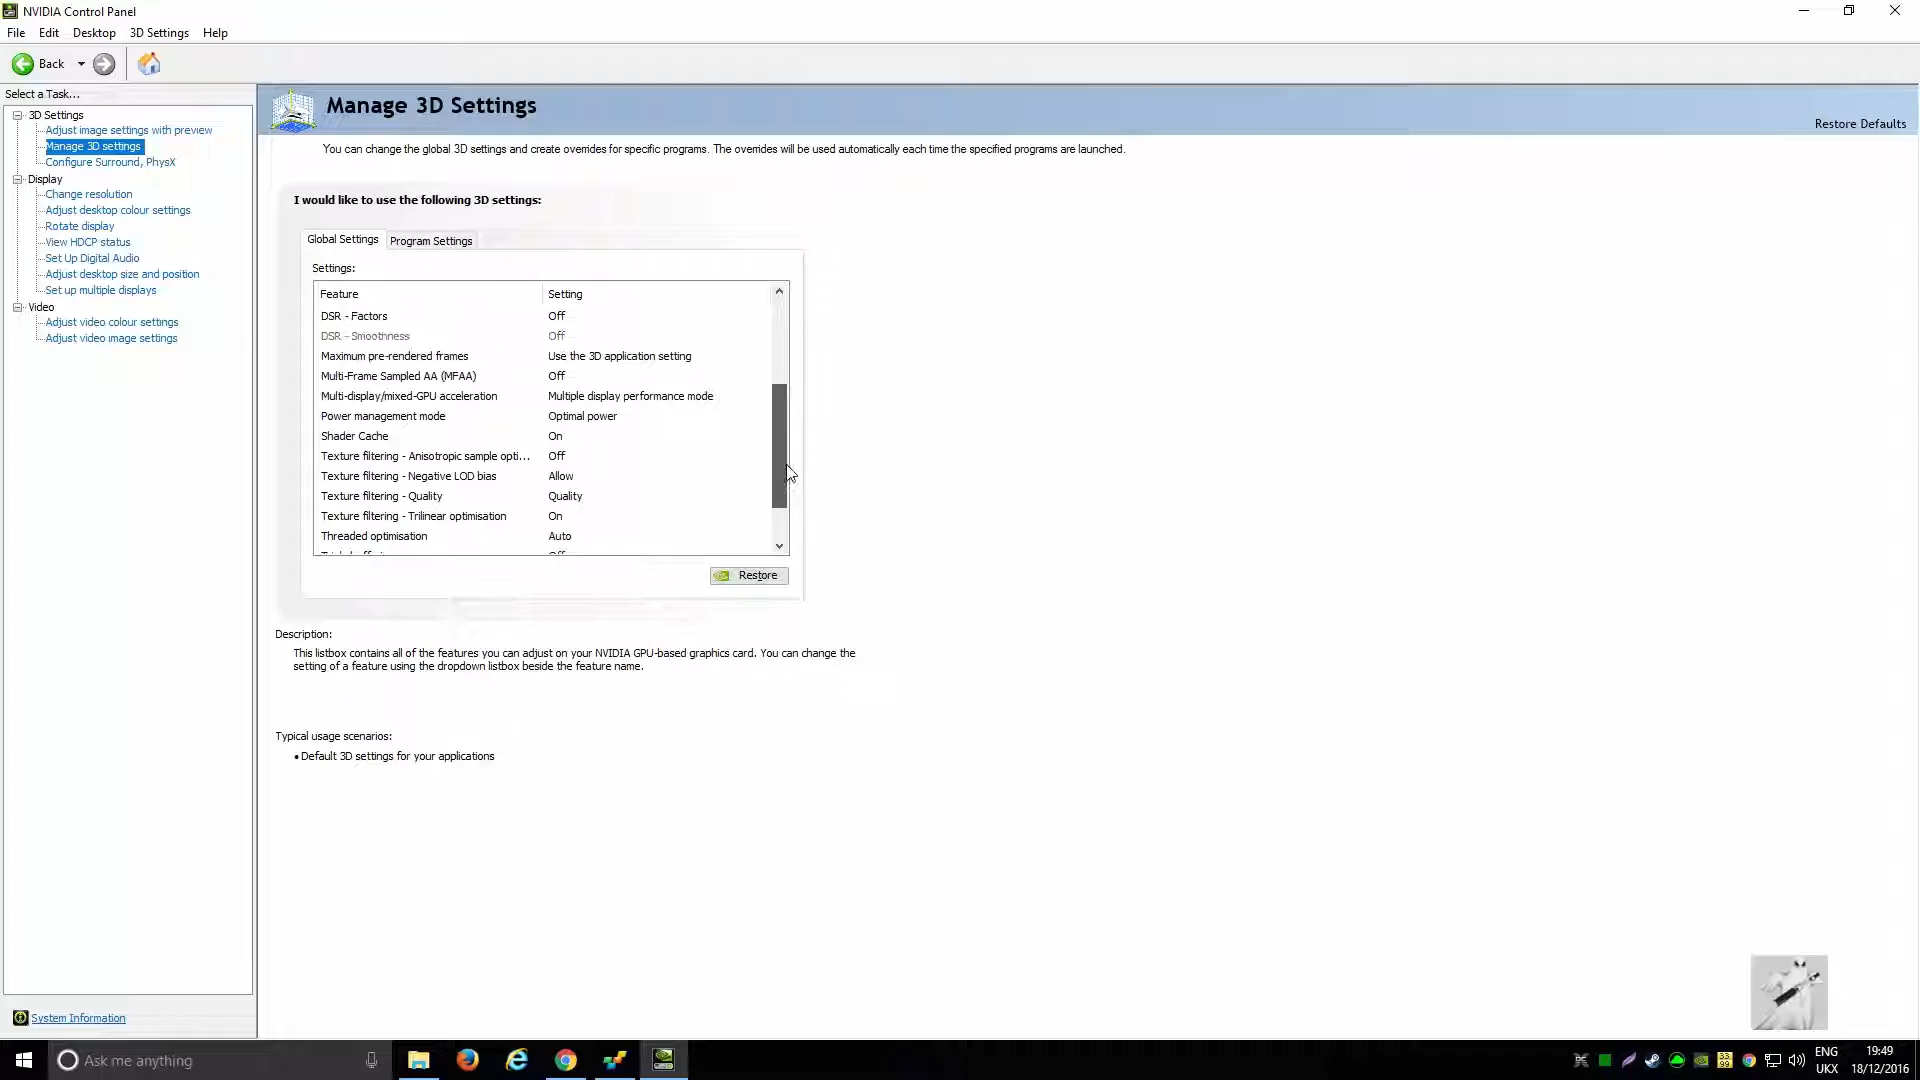 NVIDIA Control Panel
File Edit Desktop 3D Settings Help
Back
Select a Task...
3D Settings
Adjust image settings with preview
Manage 3D settings
Configure Surround, PhysX
Display
Change resolution
Adjust desktop colour settings
Rotate display
View HDCP status
Set Up Digital Audio
Adjust desktop size and position
Set up multiple displays
Video
Adjust video colour settings
Adjust video image settings
System Information
Manage 3D Settings
Restore Defaults
You can change the global 3D settings and create overrides for specific programs. The overrides will be used automatically each time the specified programs are launched.
I would like to use the following 3D settings:
Global Settings Program Settings
Settings:
Feature Setting
DSR - Factors Off
DSR - Smoothness Off
Maximum pre-rendered frames Use the 3D application setting
Multi-Frame Sampled AA (MFAA) Off
Multi-display/mixed-GPU acceleration Multiple display performance mode
Power management mode Optimal power
Shader Cache On
Texture filtering - Anisotropic sample opti... Off
Texture filtering - Negative LOD bias Allow
Texture filtering - Quality Quality
Texture filtering - Trilinear optimisation On
Threaded optimisation Auto
Restore
Description:
This listbox contains all of the features you can adjust on your NVIDIA GPU-based graphics card. You can change the
setting of a feature using the dropdown listbox beside the feature name.
Typical usage scenarios:
• Default 3D settings for your applications
Ask me anything
ENG
UKX
19:49
18/12/2016